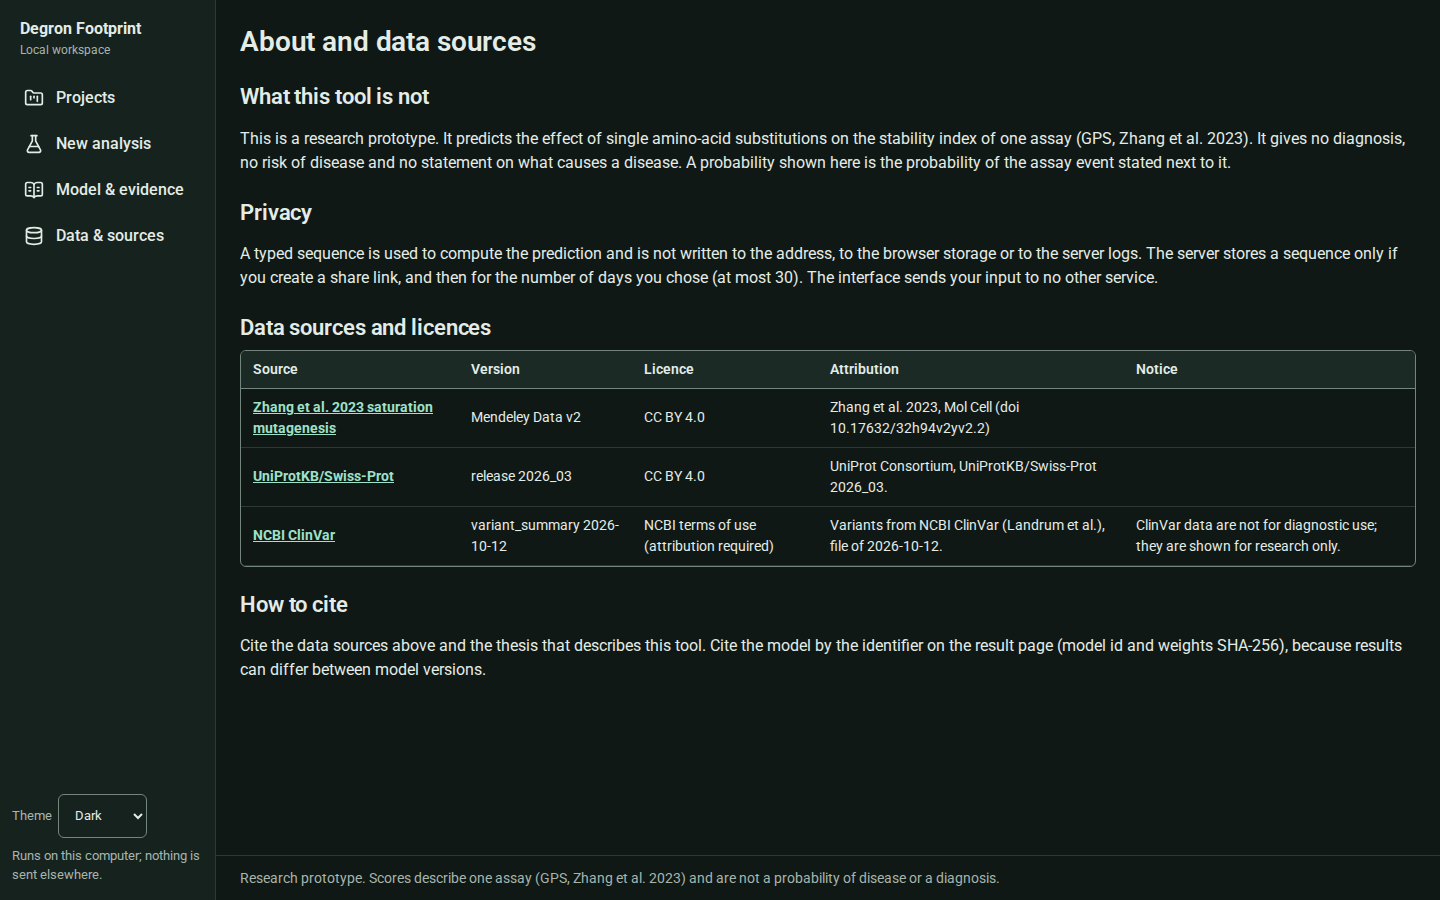 Degron Footprint
Local workspace
Projects
New analysis
Model & evidence
Data & sources
Theme
Dark
Runs on this computer; nothing is
sent elsewhere.
About and data sources
What this tool is not
This is a research prototype. It predicts the effect of single amino-acid substitutions on the stability index of one assay (GPS, Zhang et al. 2023). It gives no diagnosis,
no risk of disease and no statement on what causes a disease. A probability shown here is the probability of the assay event stated next to it.
Privacy
A typed sequence is used to compute the prediction and is not written to the address, to the browser storage or to the server logs. The server stores a sequence only if
you create a share link, and then for the number of days you chose (at most 30). The interface sends your input to no other service.
Data sources and licences
Source Version Licence Attribution Notice
Zhang et al. 2023 saturation
mutagenesis
Mendeley Data v2
CC BY 4.0
Zhang et al. 2023, Mol Cell (doi
10.17632/32h94v2yv2.2)
UniProtKB/Swiss-Prot
release 2026_03
CC BY 4.0
UniProt Consortium, UniProtKB/Swiss-Prot
2026_03.
NCBI ClinVar
variant_summary 2026-
10-12
NCBI terms of use
(attribution required)
Variants from NCBI ClinVar (Landrum et al.),
file of 2026-10-12.
ClinVar data are not for diagnostic use;
they are shown for research only.
How to cite
Cite the data sources above and the thesis that describes this tool. Cite the model by the identifier on the result page (model id and weights SHA-256), because results
can differ between model versions.
Research prototype. Scores describe one assay (GPS, Zhang et al. 2023) and are not a probability of disease or a diagnosis.